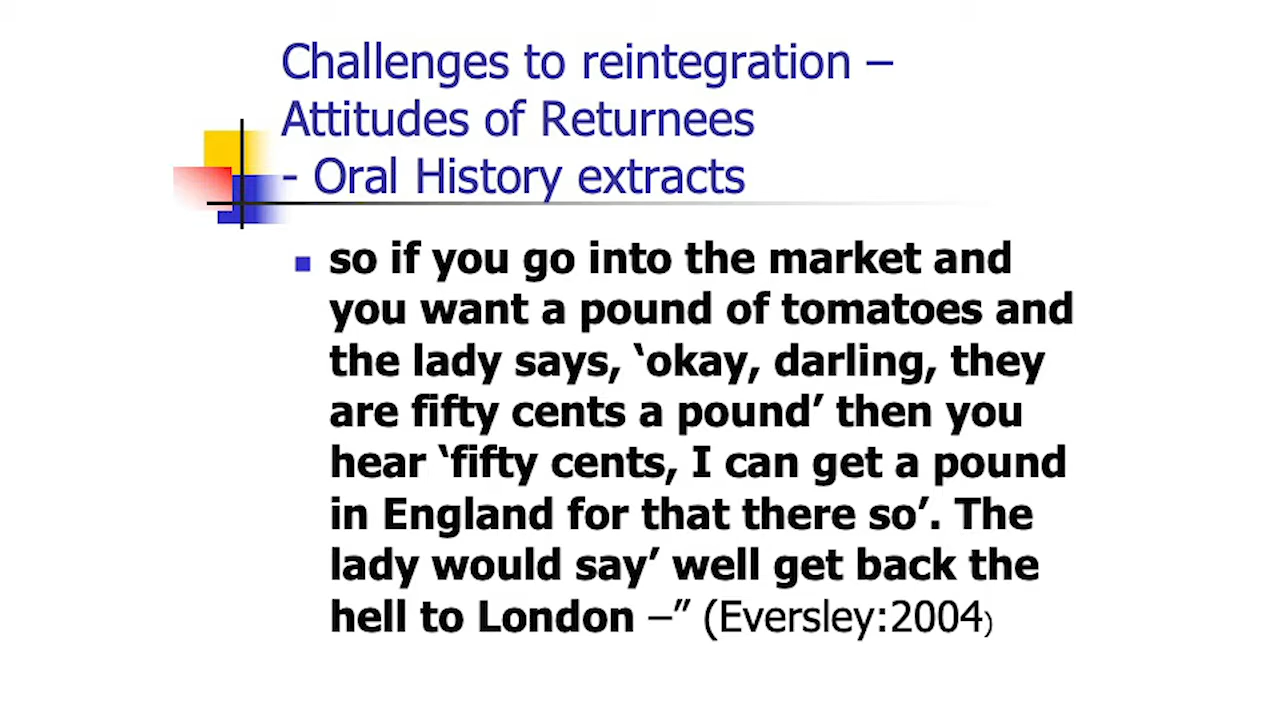 Challenges to reintegration –
Attitudes of Returnees
- Oral History extracts
so if you go into the market and
you want a pound of tomatoes and
the lady says, ‘okay, darling, they
are fifty cents a pound’ then you
hear ‘fifty cents, I can get a pound
in England for that there so’. The
lady would say’ well get back the
hell to London –” (Eversley:2004)